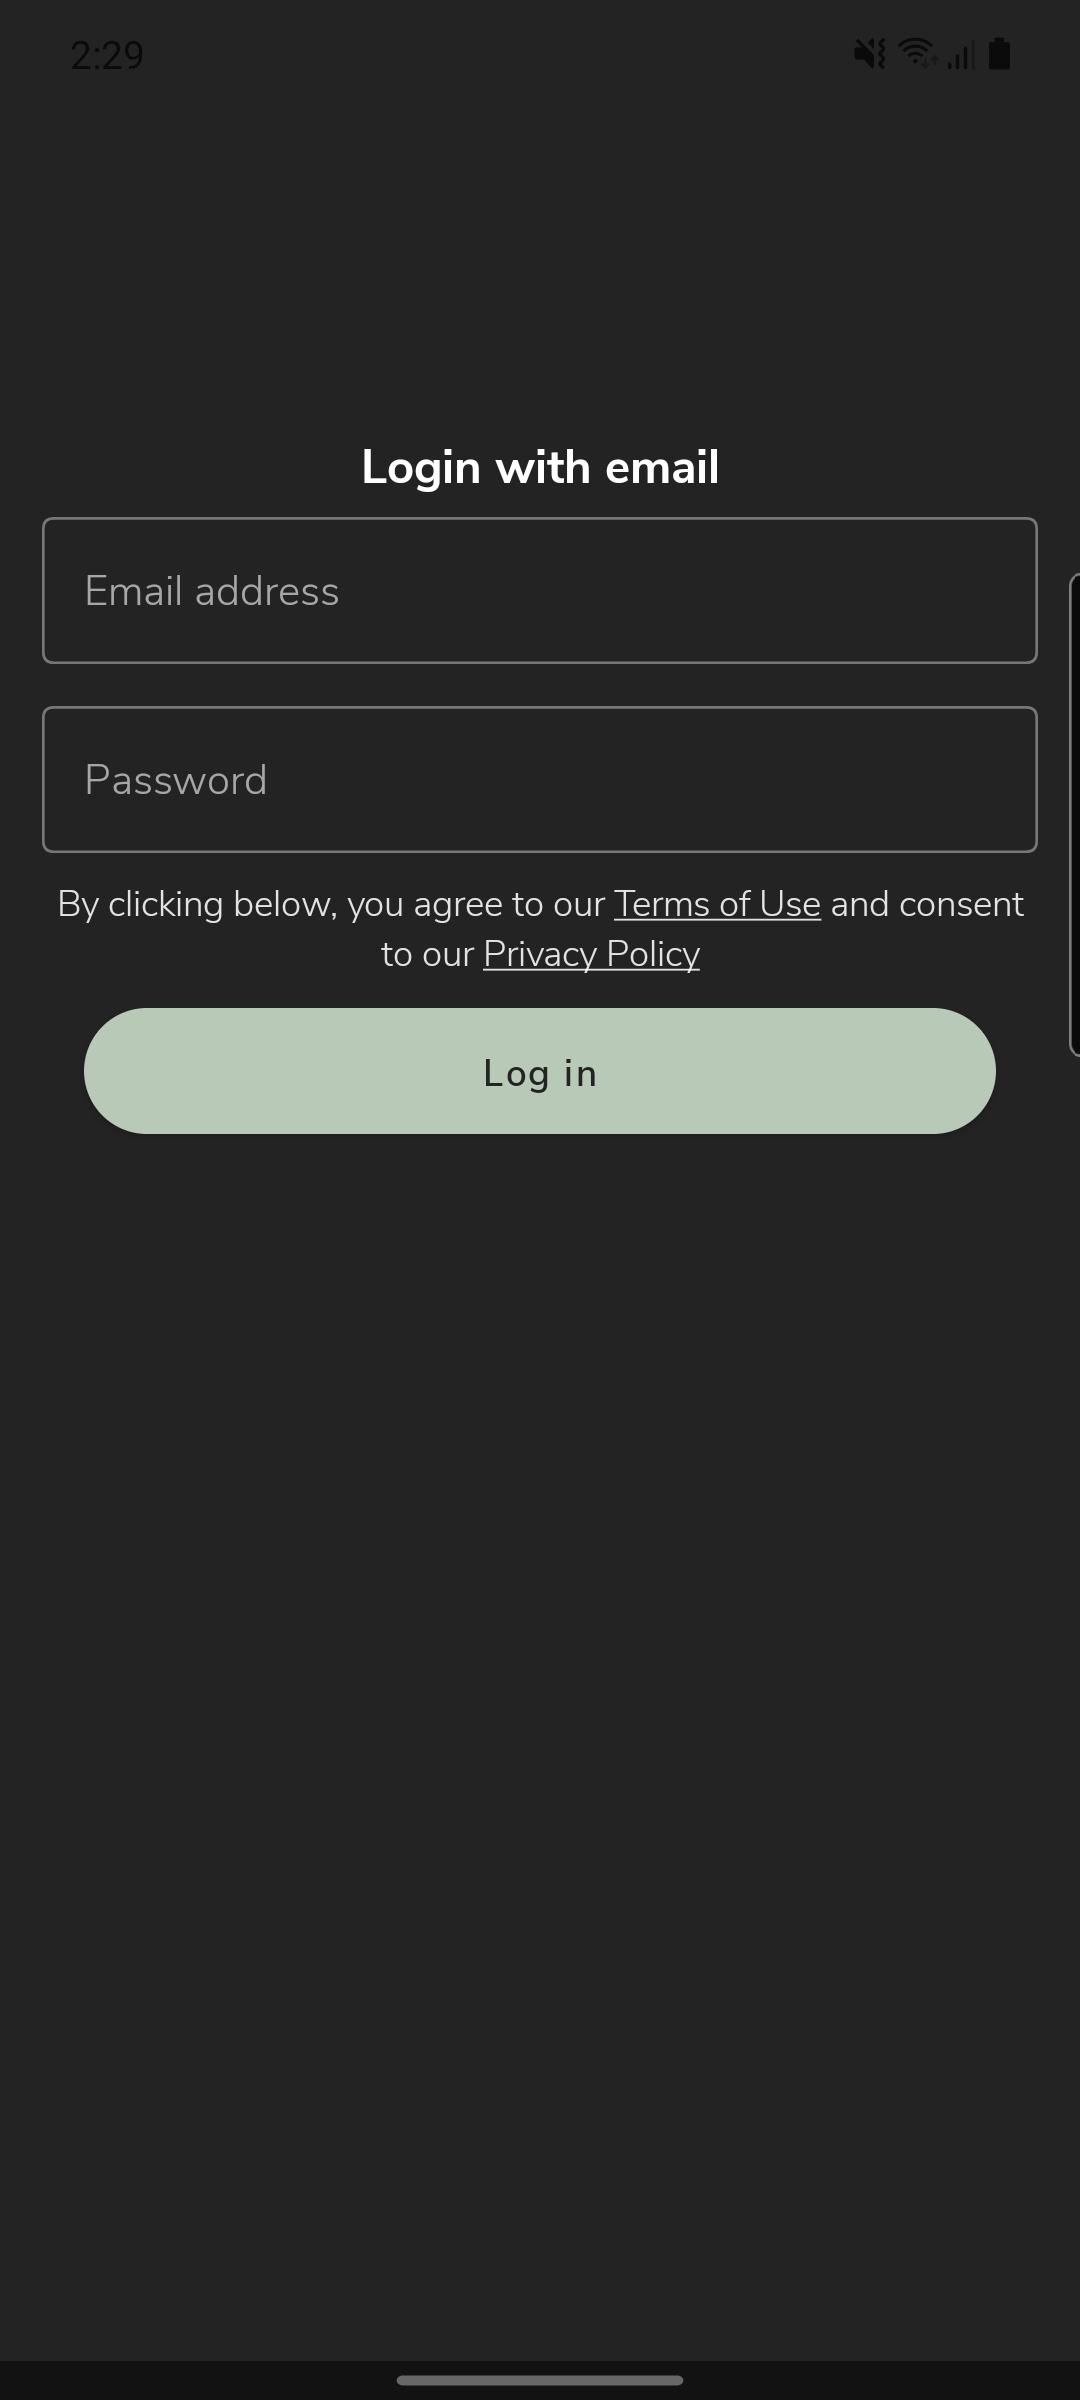 2:29
Login with email
Email address
Password
By clicking below, you agree to our Terms of Use and consent
to our Privacy Policy
Log in